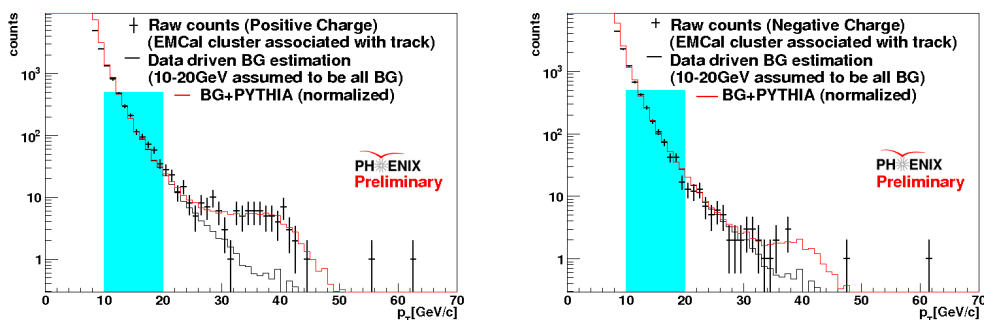 counts
Raw counts (Positive Charge)
(EMCal cluster associated with track)
Data driven BG estimation
(10-20GeV assumed to be all BG)
BG+PYTHIA (normalized)
PHENIX
Preliminary
10³
10²
10
1
0 10 20 30 40 50 60 70
p_T[GeV/c]
counts
Raw counts (Negative Charge)
(EMCal cluster associated with track)
Data driven BG estimation
(10-20GeV assumed to be all BG)
BG+PYTHIA (normalized)
PHENIX
Preliminary
10³
10²
10
1
0 10 20 30 40 50 60 70
p_T[GeV/c]